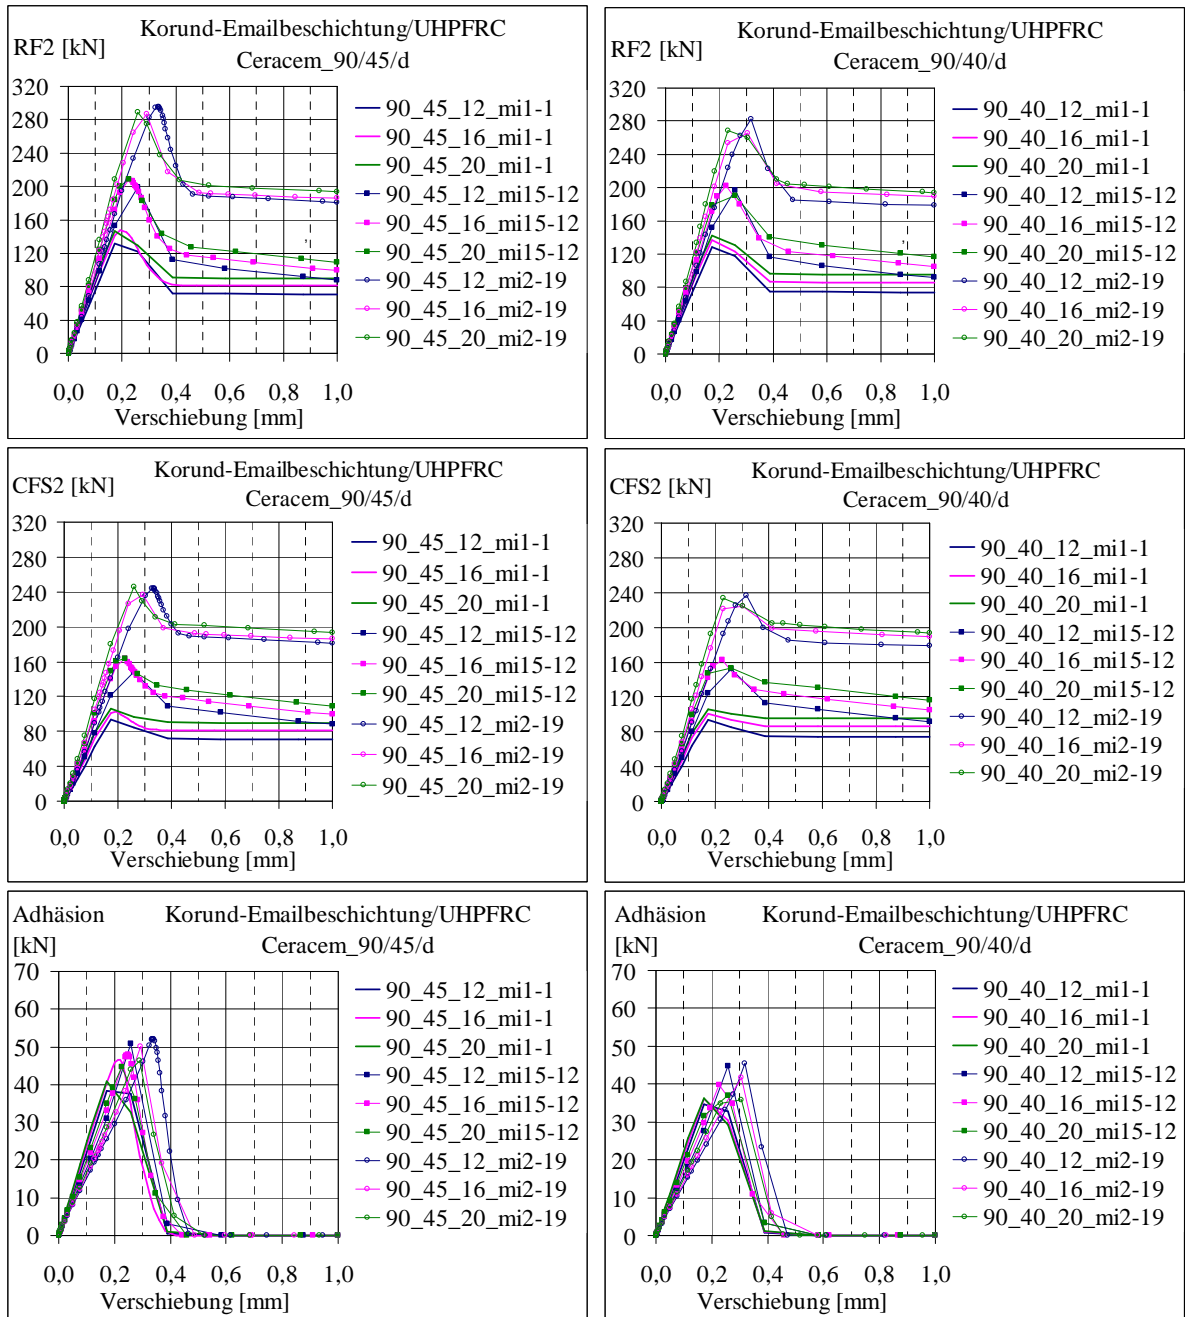 RF2 [kN]
Korund-Emailbeschichtung/UHPFRC
Ceracem_90/45/d
320
280
240
200
160
120
80
40
0
0,0 0,2 0,4 0,6 0,8 1,0
Verschiebung [mm]
90_45_12_mi1-1
90_45_16_mi1-1
90_45_20_mi1-1
90_45_12_mi15-12
90_45_16_mi15-12
90_45_20_mi15-12
90_45_12_mi2-19
90_45_16_mi2-19
90_45_20_mi2-19
RF2 [kN]
Korund-Emailbeschichtung/UHPFRC
Ceracem_90/40/d
320
280
240
200
160
120
80
40
0
0,0 0,2 0,4 0,6 0,8 1,0
Verschiebung [mm]
90_40_12_mi1-1
90_40_16_mi1-1
90_40_20_mi1-1
90_40_12_mi15-12
90_40_16_mi15-12
90_40_20_mi15-12
90_40_12_mi2-19
90_40_16_mi2-19
90_40_20_mi2-19
CFS2 [kN]
Korund-Emailbeschichtung/UHPFRC
Ceracem_90/45/d
320
280
240
200
160
120
80
40
0
0,0 0,2 0,4 0,6 0,8 1,0
Verschiebung [mm]
90_45_12_mi1-1
90_45_16_mi1-1
90_45_20_mi1-1
90_45_12_mi15-12
90_45_16_mi15-12
90_45_20_mi15-12
90_45_12_mi2-19
90_45_16_mi2-19
90_45_20_mi2-19
CFS2 [kN]
Korund-Emailbeschichtung/UHPFRC
Ceracem_90/40/d
320
280
240
200
160
120
80
40
0
0,0 0,2 0,4 0,6 0,8 1,0
Verschiebung [mm]
90_40_12_mi1-1
90_40_16_mi1-1
90_40_20_mi1-1
90_40_12_mi15-12
90_40_16_mi15-12
90_40_20_mi15-12
90_40_12_mi2-19
90_40_16_mi2-19
90_40_20_mi2-19
Adhäsion
[kN]
Korund-Emailbeschichtung/UHPFRC
Ceracem_90/45/d
70
60
50
40
30
20
10
0
0,0 0,2 0,4 0,6 0,8 1,0
Verschiebung [mm]
90_45_12_mi1-1
90_45_16_mi1-1
90_45_20_mi1-1
90_45_12_mi15-12
90_45_16_mi15-12
90_45_20_mi15-12
90_45_12_mi2-19
90_45_16_mi2-19
90_45_20_mi2-19
Adhäsion
[kN]
Korund-Emailbeschichtung/UHPFRC
Ceracem_90/40/d
70
60
50
40
30
20
10
0
0,0 0,2 0,4 0,6 0,8 1,0
Verschiebung [mm]
90_40_12_mi1-1
90_40_16_mi1-1
90_40_20_mi1-1
90_40_12_mi15-12
90_40_16_mi15-12
90_40_20_mi15-12
90_40_12_mi2-19
90_40_16_mi2-19
90_40_20_mi2-19